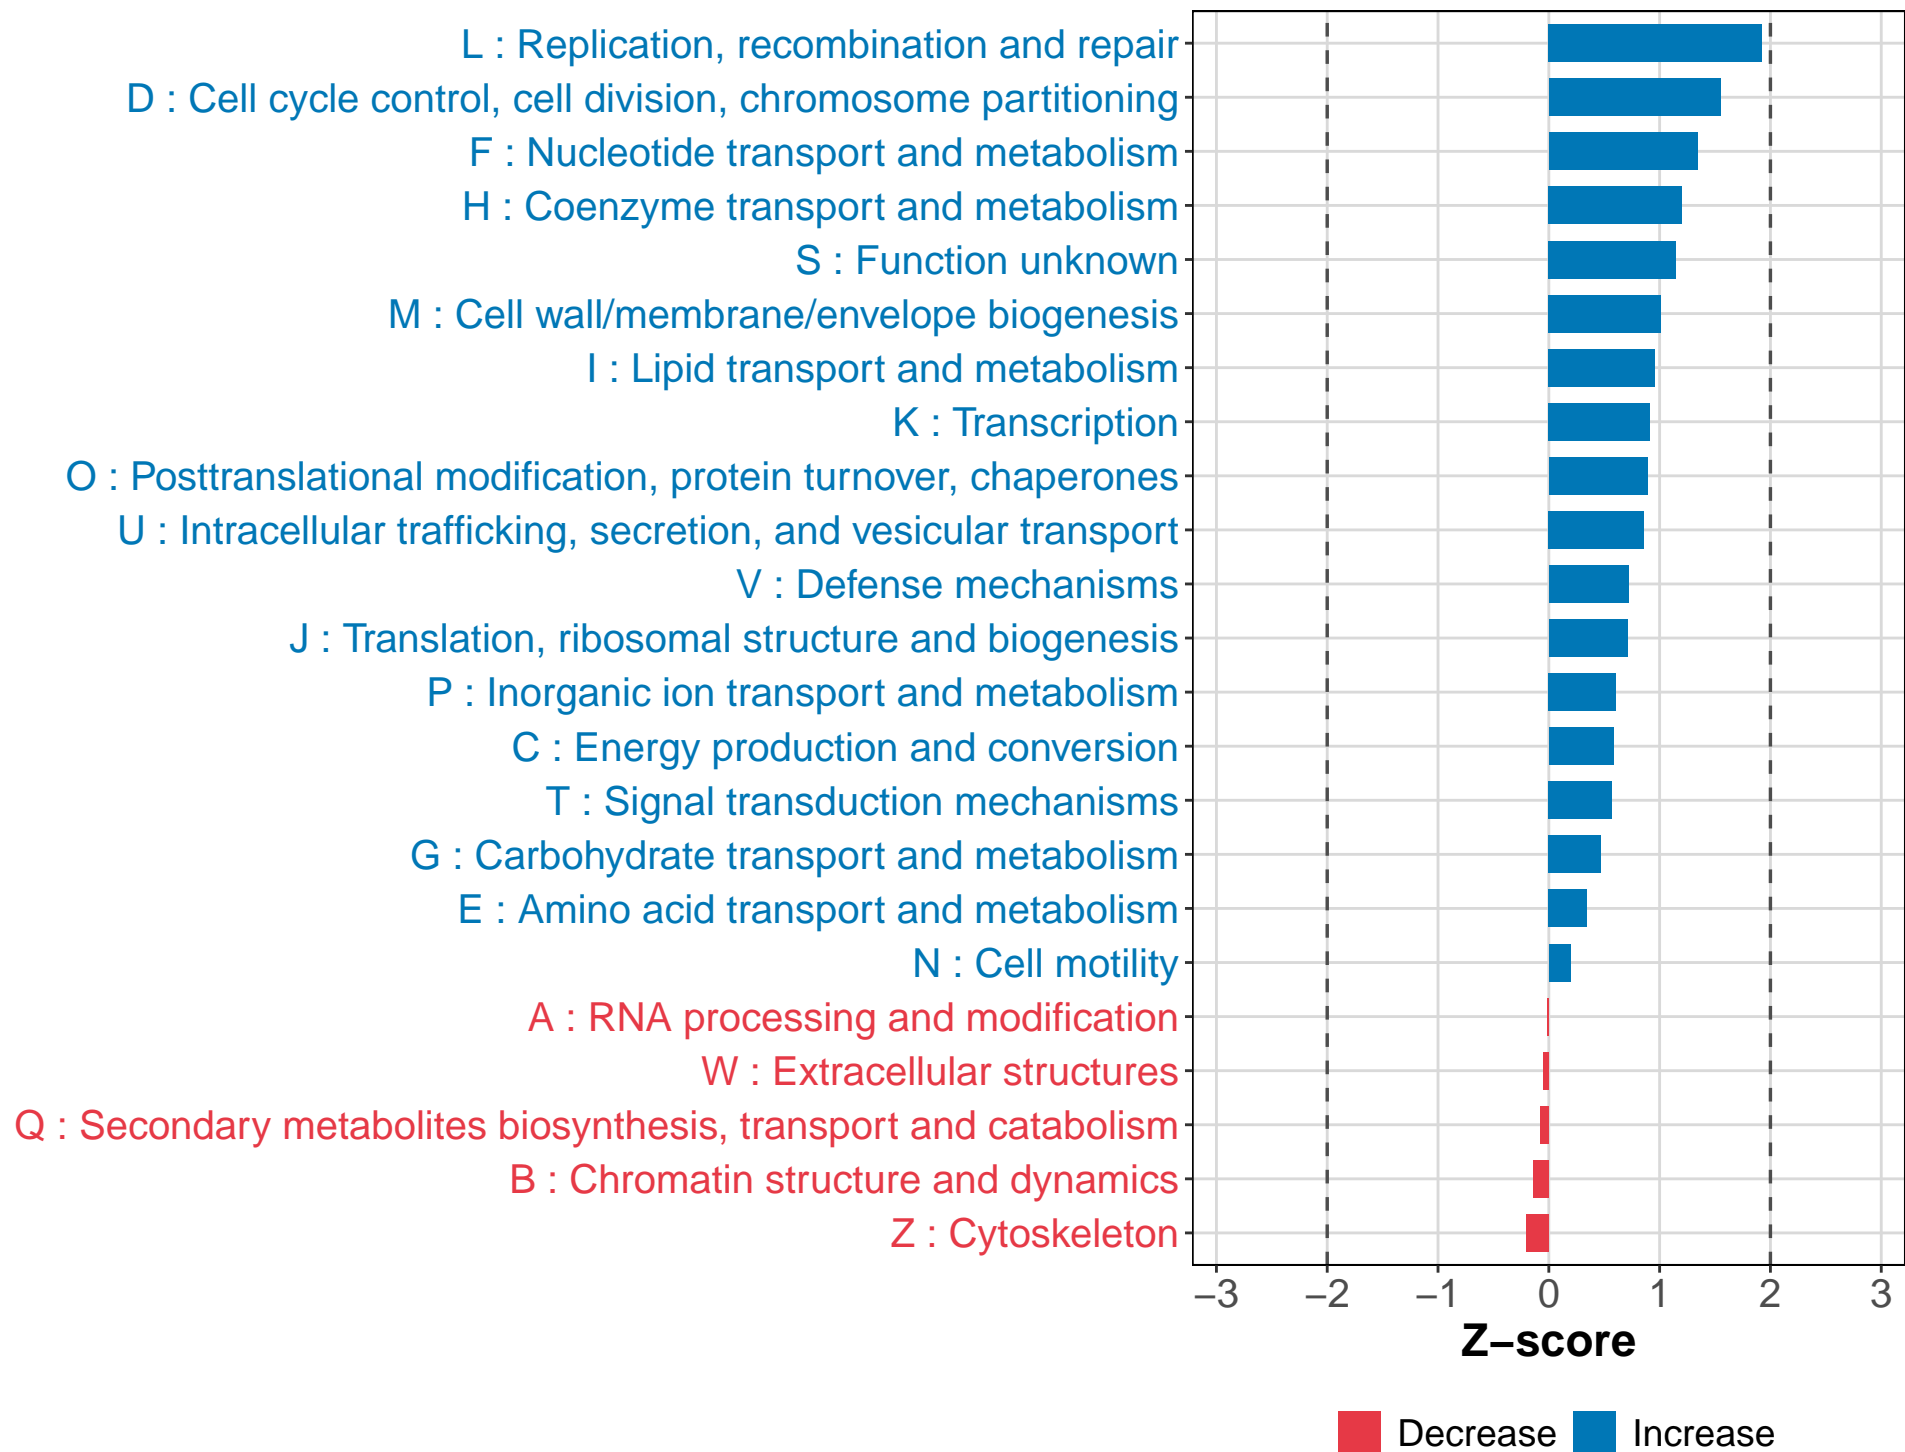 L : Replication, recombination and repair
D : Cell cycle control, cell division, chromosome partitioning
F : Nucleotide transport and metabolism
H : Coenzyme transport and metabolism
S : Function unknown
M : Cell wall/membrane/envelope biogenesis
I : Lipid transport and metabolism
K : Transcription
O : Posttranslational modification, protein turnover, chaperones
U : Intracellular trafficking, secretion, and vesicular transport
V : Defense mechanisms
J : Translation, ribosomal structure and biogenesis
P : Inorganic ion transport and metabolism
C : Energy production and conversion
T : Signal transduction mechanisms
G : Carbohydrate transport and metabolism
E : Amino acid transport and metabolism
N : Cell motility
A : RNA processing and modification
W : Extracellular structures
Q : Secondary metabolites biosynthesis, transport and catabolism
B : Chromatin structure and dynamics
Z : Cytoskeleton
−3 −2 −1 0 1 2 3
Z−score
Decrease Increase